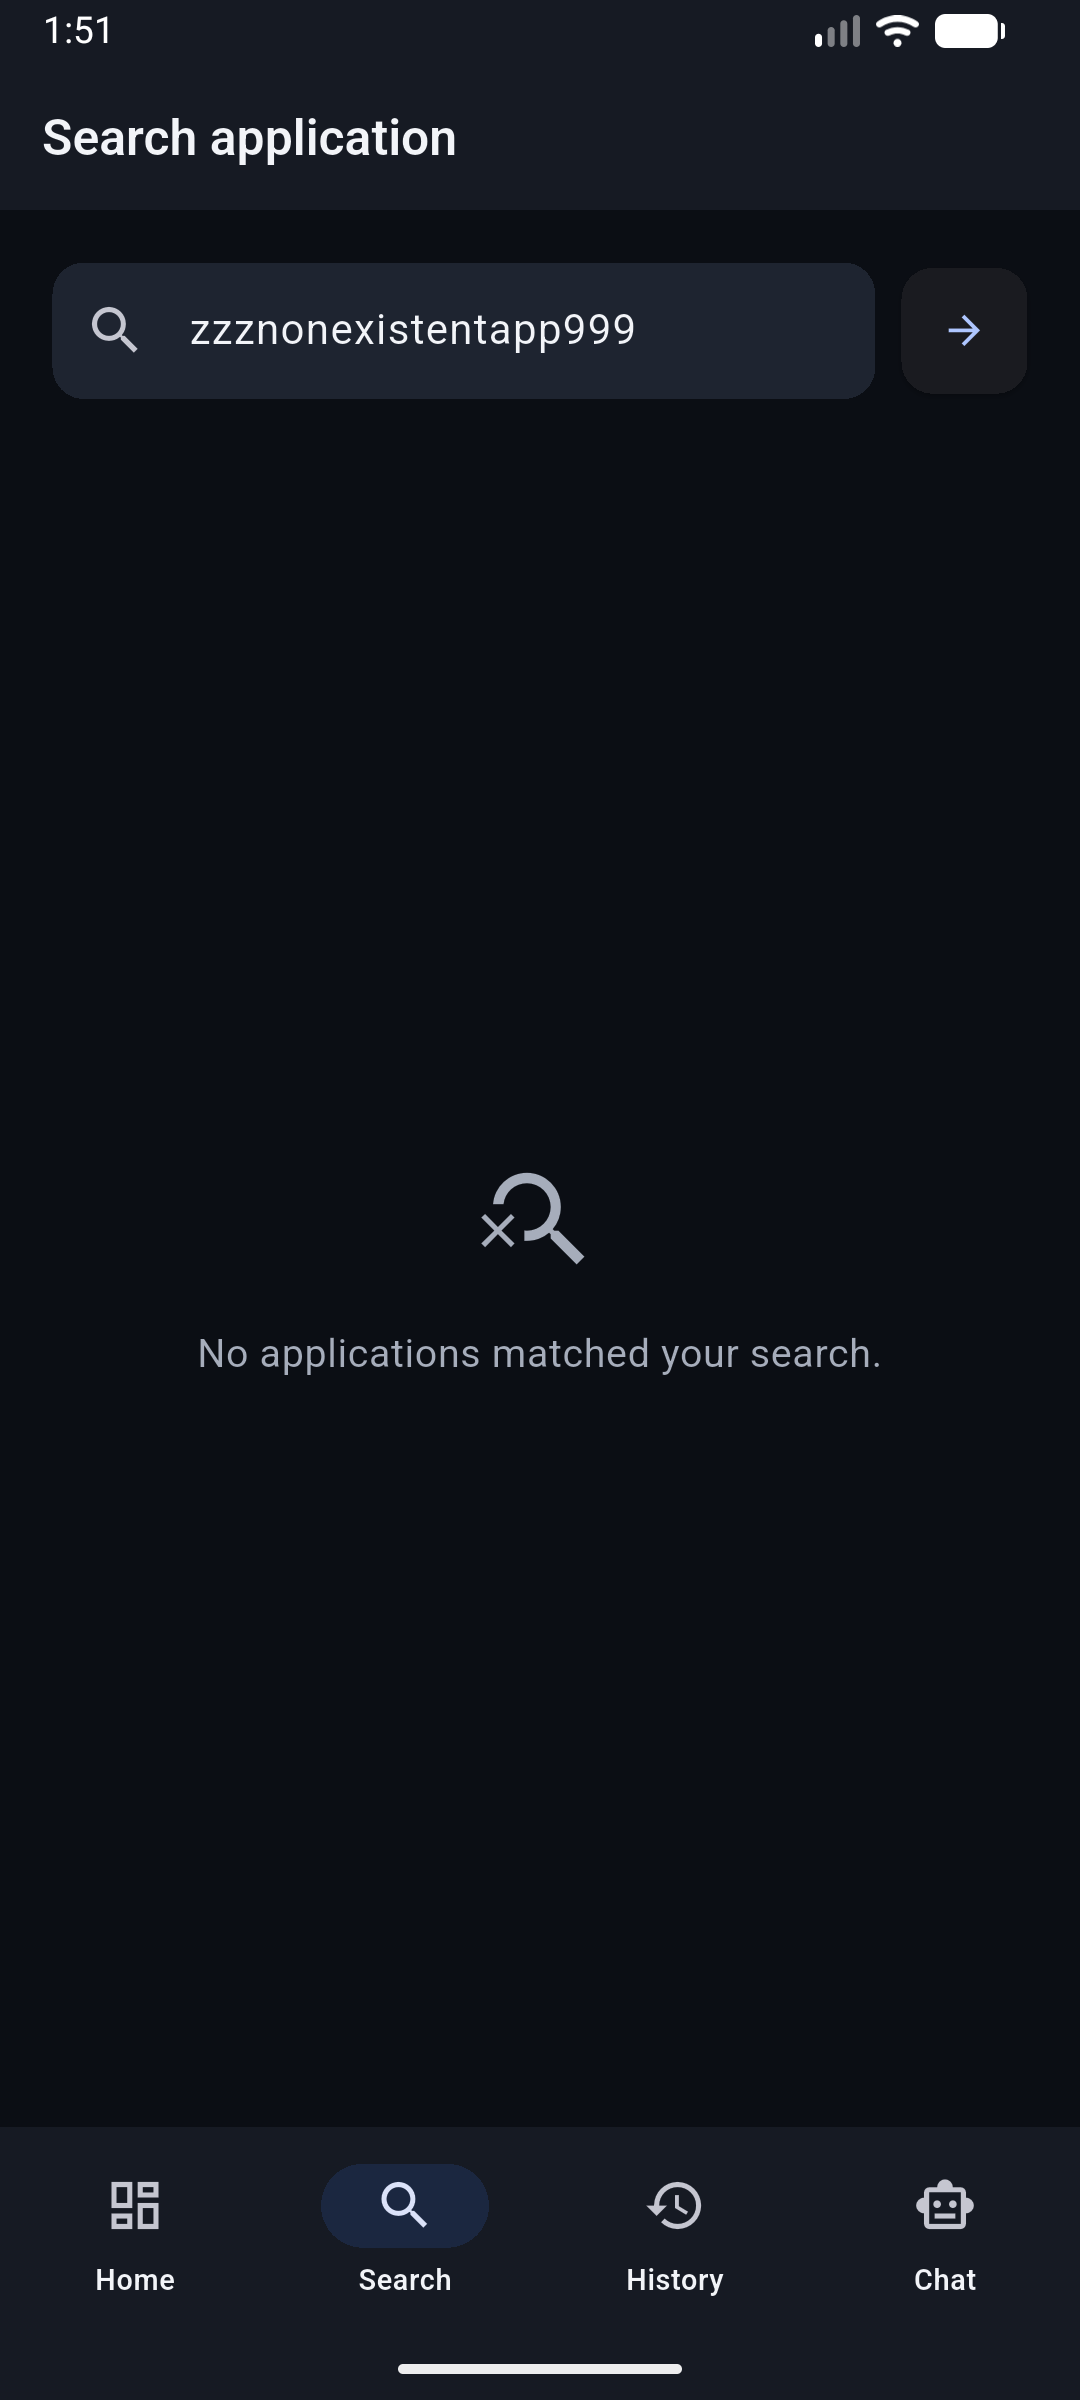 1:51
Search application
zzznonexistentapp999
No applications matched your search.
Home
Search
History
Chat